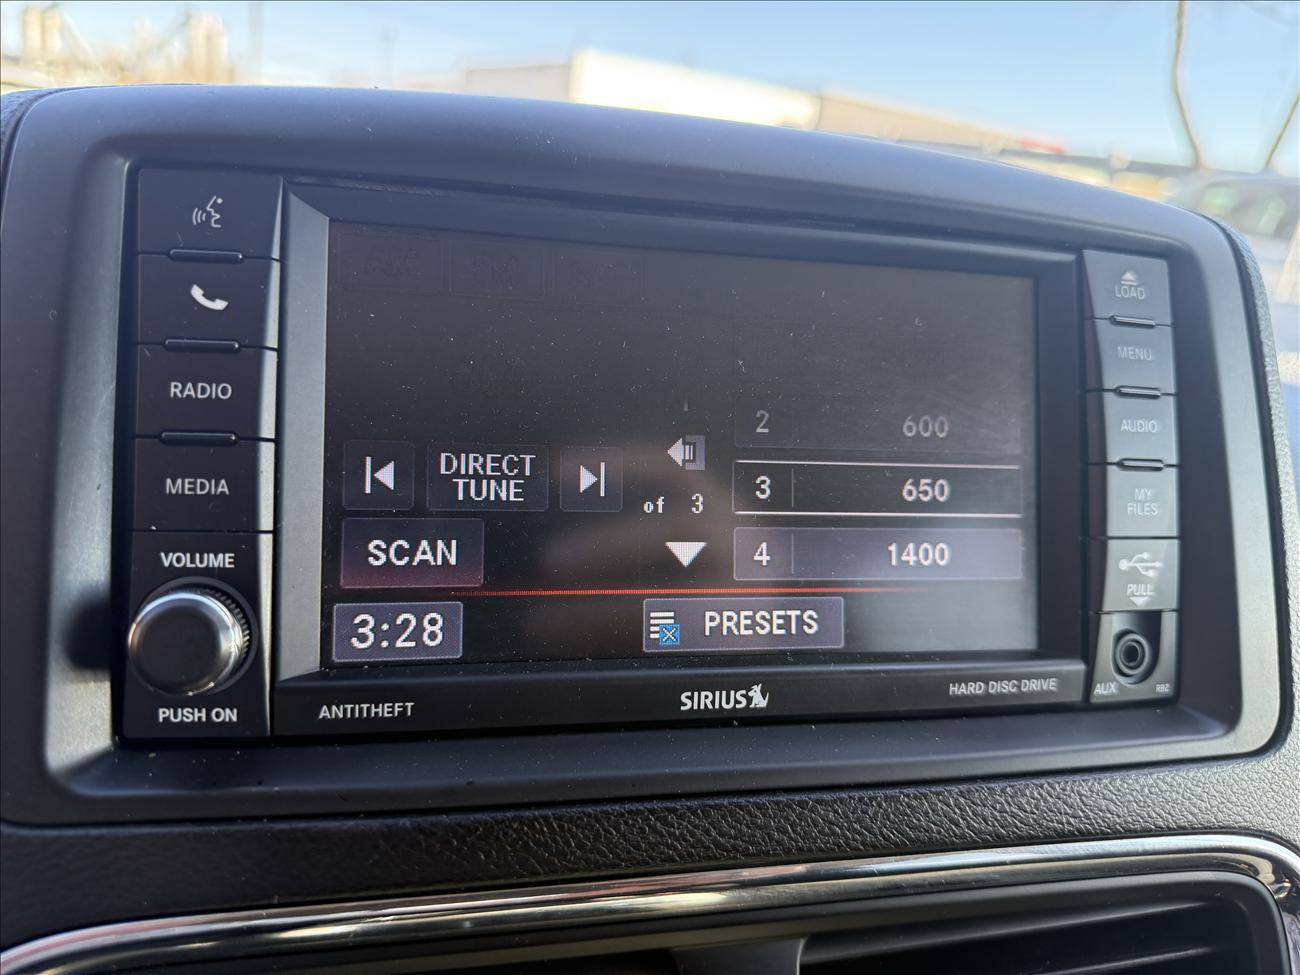 RADIO
MEDIA
VOLUME
PUSH ON
DIRECT
TUNE
SCAN
3:28
of 3
2 600
3 650
4 1400
PRESETS
ANTITHEFT
SIRIUS
HARD DISC DRIVE
LOAD
MENU
AUDIO
MY
FILES
PULL
AUX
RBZ